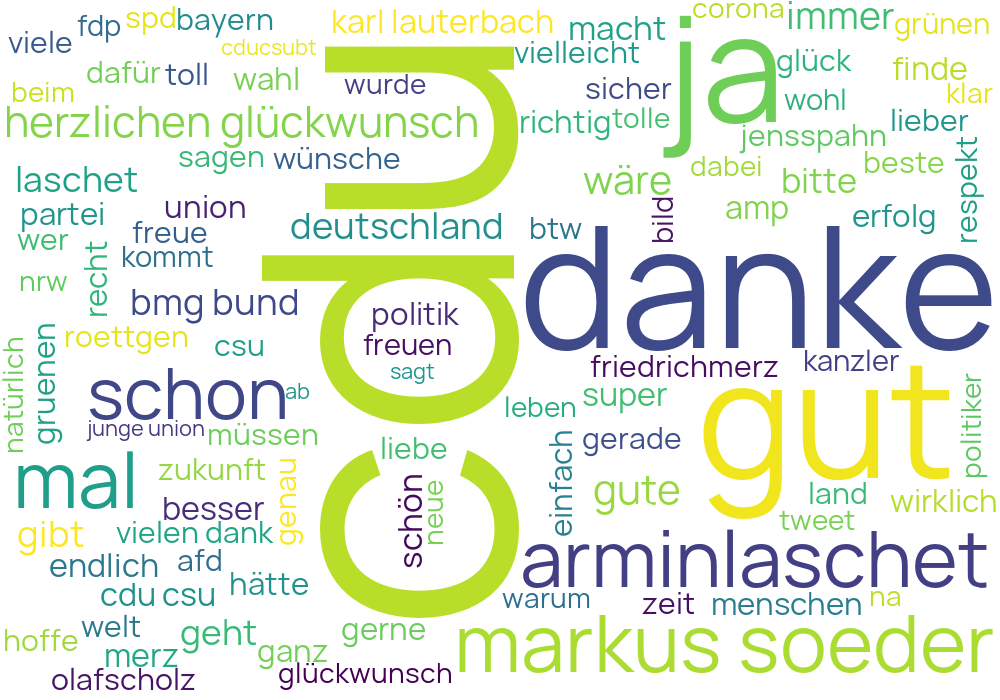 corona
immer
grünen
spd
bayern
karl lauterbach
macht
fdp
viele
cducsubt
vielleicht
ja
glück
finde
dafür
toll
wahl
wurde
sicher
klar
beim
wohl
herzlichen glückwunsch
richtig
tolle
jensspahn
lieber
sagen
wünsche
dabei
beste
respekt
laschet
wäre
bitte
partei
union
deutschland
btw
bild
amp
erfolg
wer
freue
kommt
nrw
recht
cdu
danke
bmg bund
politik
roettgen
csu
freuen
friedrichmerz
kanzler
natürlich
gruenen
schon
ab
sagt
super
leben
gut
politiker
junge union
müssen
liebe
gerade
mal
zukunft
genau
schön
neue
einfach
gute
land
wirklich
besser
tweet
gibt
vielen dank
endlich
afd
arminlaschet
cdu csu
hätte
warum
zeit
menschen
na
hoffe
welt
geht
gerne
markus soeder
merz
ganz
olafscholz
glückwunsch